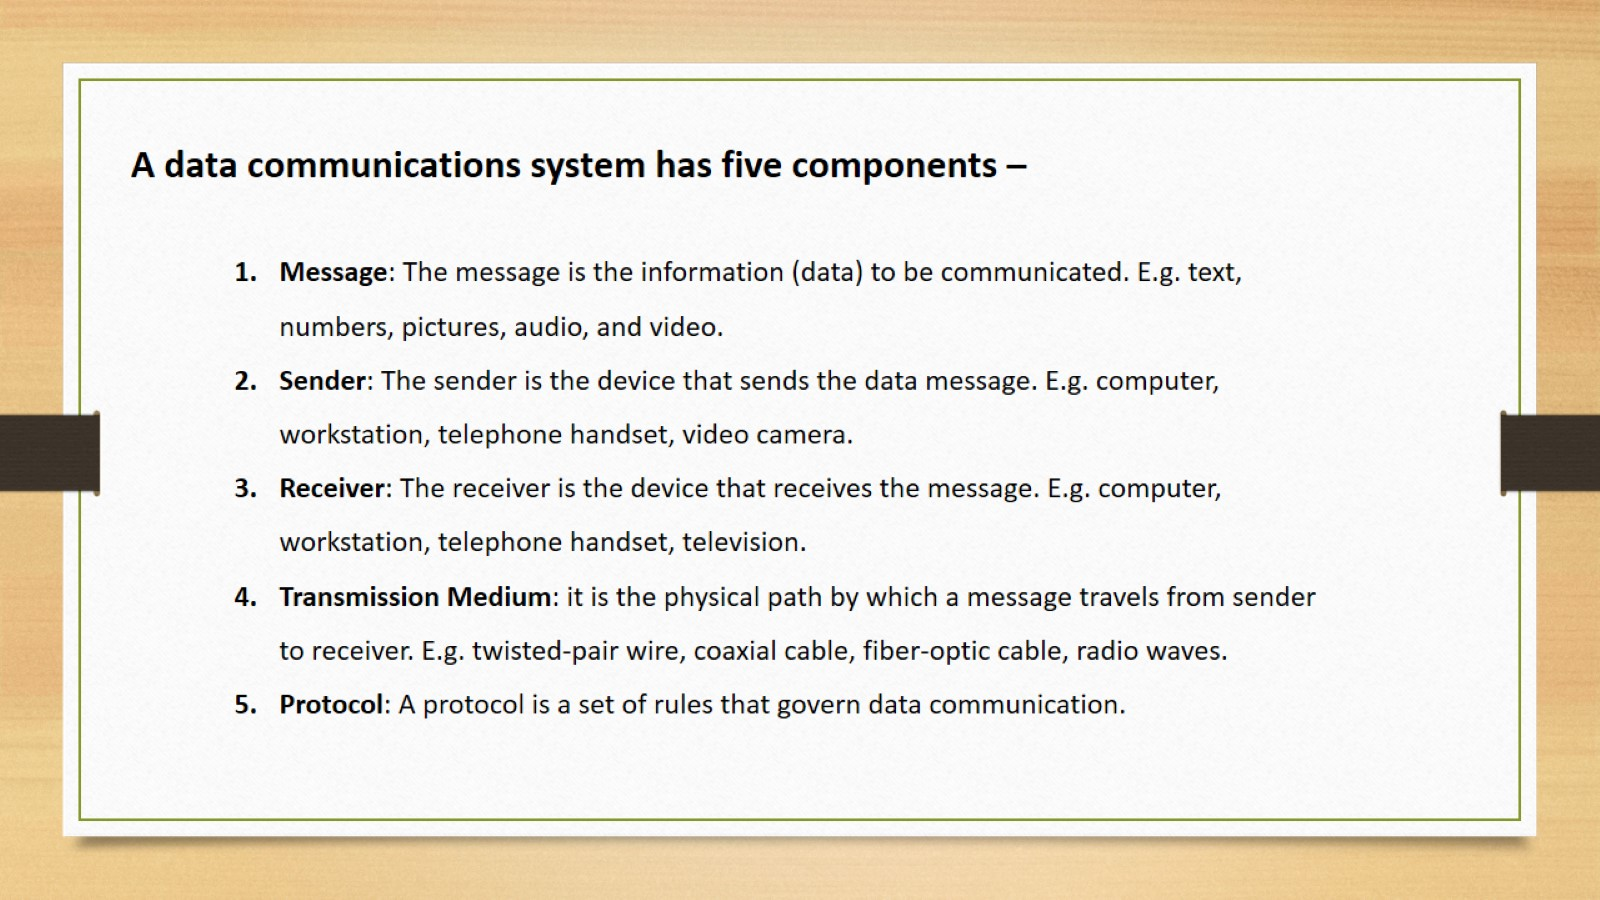 A data communications system has five components –
1. Message: The message is the information (data) to be communicated. E.g. text,
numbers, pictures, audio, and video.
2. Sender: The sender is the device that sends the data message. E.g. computer,
workstation, telephone handset, video camera.
3. Receiver: The receiver is the device that receives the message. E.g. computer,
workstation, telephone handset, television.
4. Transmission Medium: it is the physical path by which a message travels from sender
to receiver. E.g. twisted-pair wire, coaxial cable, fiber-optic cable, radio waves.
5. Protocol: A protocol is a set of rules that govern data communication.